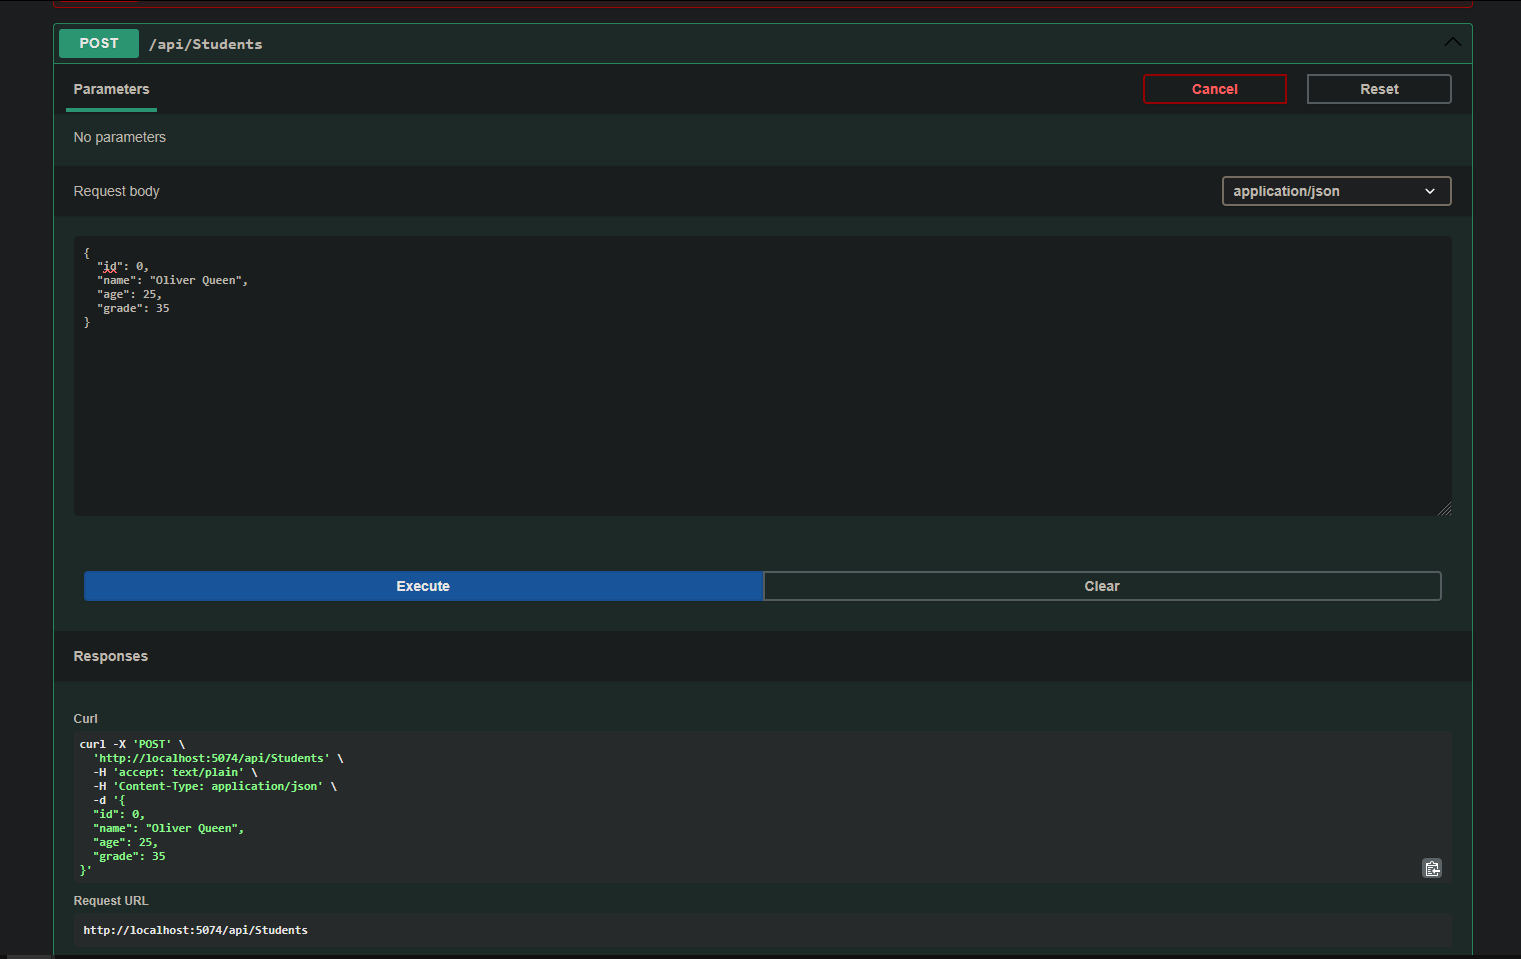 POST /api/Students
Parameters
Cancel
Reset
No parameters
Request body
application/json
{
  "id": 0,
  "name": "Oliver Queen",
  "age": 25,
  "grade": 35
}
Execute
Clear
Responses
Curl
curl -X 'POST' \
  'http://localhost:5074/api/Students' \
  -H 'accept: text/plain' \
  -H 'Content-Type: application/json' \
  -d '{
  "id": 0,
  "name": "Oliver Queen",
  "age": 25,
  "grade": 35
}'
Request URL
http://localhost:5074/api/Students